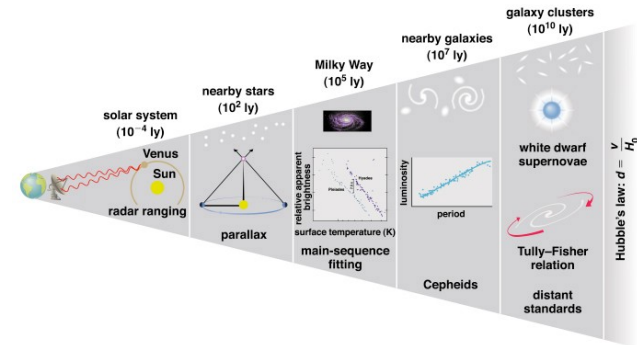 solar system
(10⁻⁴ ly)
Venus
Sun
radar ranging
nearby stars
(10² ly)
parallax
Milky Way
(10⁵ ly)
relative apparent
brightness
Pleiades
Hyades
surface temperature (K)
main-sequence
fitting
nearby galaxies
(10⁷ ly)
luminosity
period
Cepheids
galaxy clusters
(10¹⁰ ly)
white dwarf
supernovae
Tully–Fisher
relation
distant
standards
Hubble's law: d = v/H₀